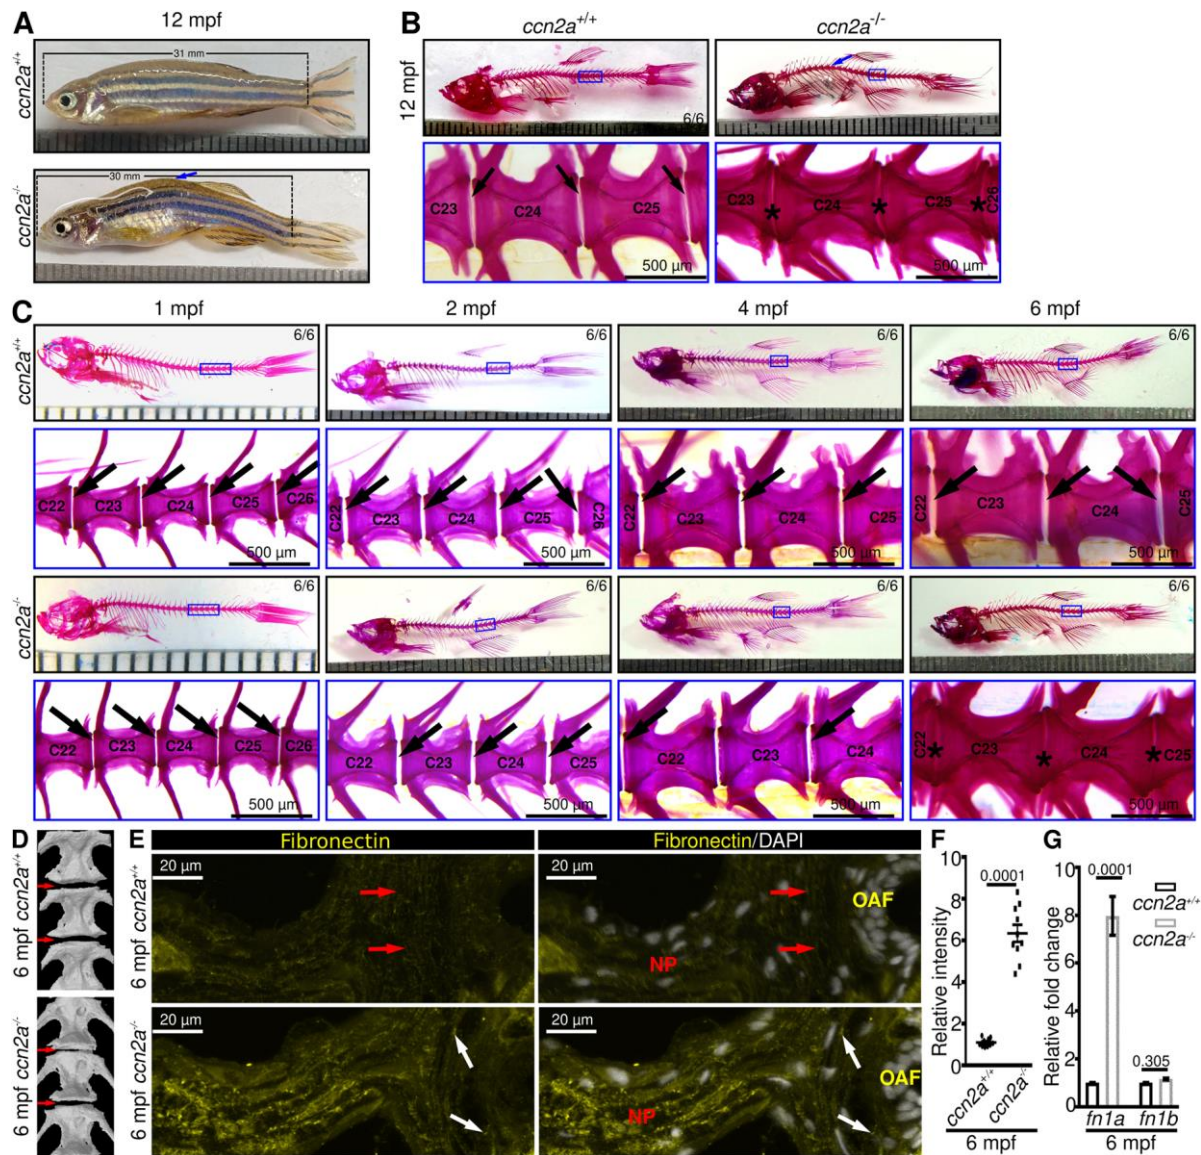 A
12 mpf
ccn2a+/+
31 mm
ccn2a-/-
30 mm
B
ccn2a+/+
ccn2a-/-
12 mpf
6/6
C23
C24
C25
500 µm
C23
C24
C25
C26
500 µm
C
1 mpf
2 mpf
4 mpf
6 mpf
ccn2a+/+
6/6
6/6
6/6
6/6
C22
C23
C24
C25
C26
500 µm
C22
C23
C24
C25
C26
500 µm
C22
C23
C24
C25
500 µm
C22
C23
C24
C25
500 µm
ccn2a-/-
6/6
6/6
6/6
6/6
C22
C23
C24
C25
C26
500 µm
C22
C23
C24
C25
500 µm
C22
C23
C24
500 µm
C22
C23
C24
C25
500 µm
D
6 mpf ccn2a+/+
6 mpf ccn2a-/-
E
Fibronectin
Fibronectin/DAPI
6 mpf ccn2a+/+
20 µm
20 µm
OAF
NP
6 mpf ccn2a-/-
20 µm
20 µm
NP
NP
OAF
F
Relative intensity
10
8
6
4
2
0
0.0001
ccn2a+/+
ccn2a-/-
6 mpf
G
Relative fold change
10
8
6
4
2
0
0.0001
0.305
ccn2a+/+
ccn2a-/-
fn1a
fn1b
6 mpf